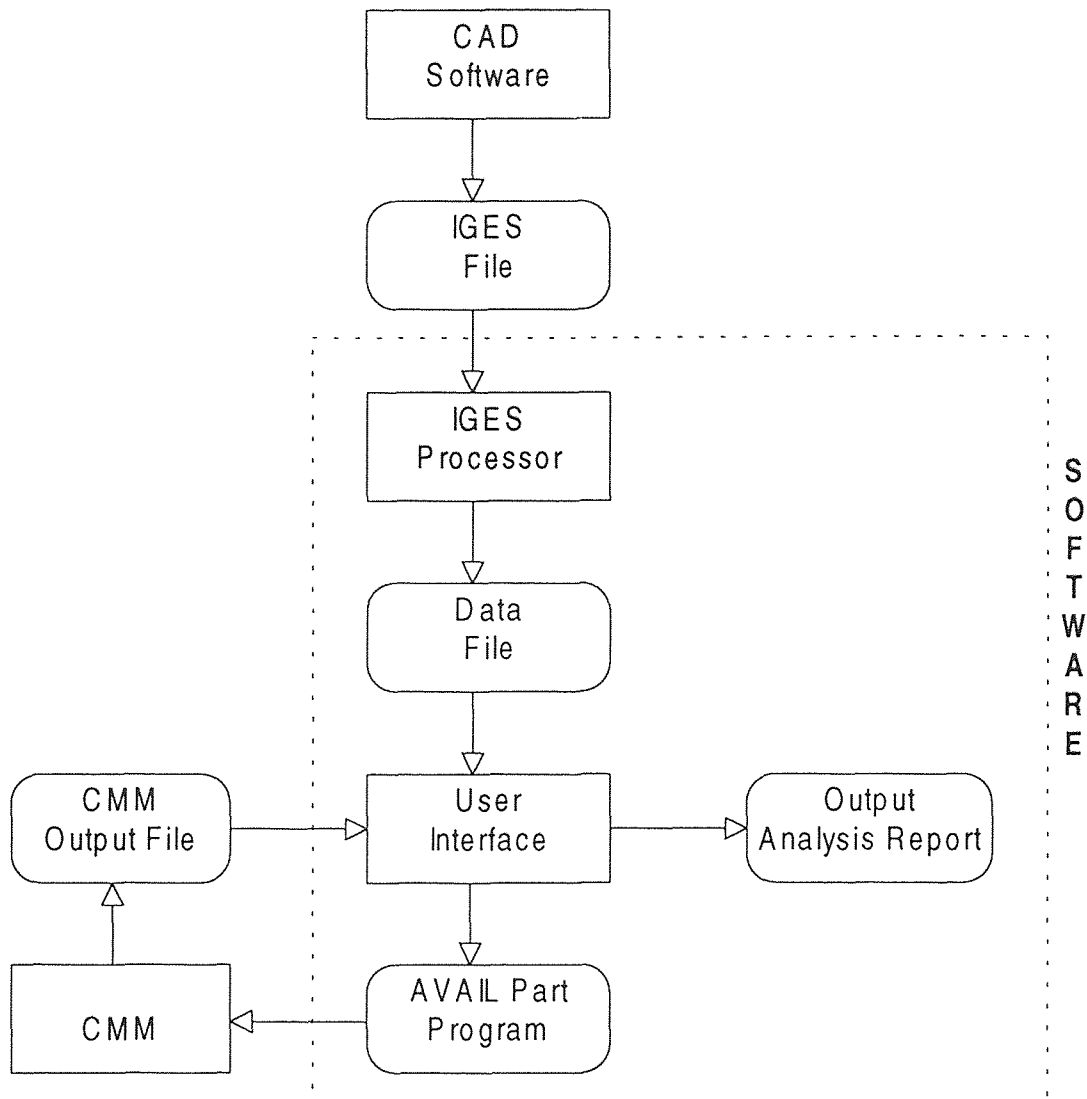 CAD
Software
IGES
File
IGES
Processor
Data
File
CMM
Output File
User
Interface
Output
Analysis Report
CMM
AVAIL Part
Program
SOFTWARE